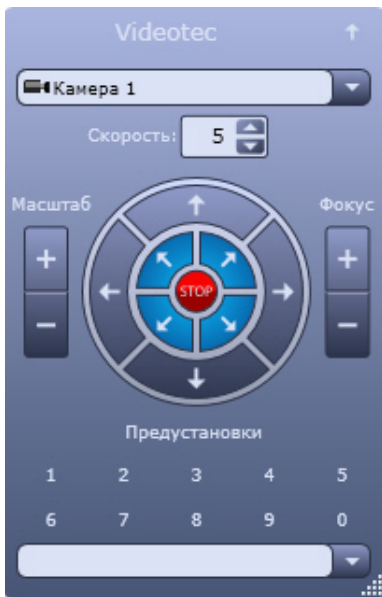 Videotec
Камера 1
Скорость: 5
Масштаб Фокус
+ +
STOP
− −
Предустановки
1 2 3 4 5
6 7 8 9 0